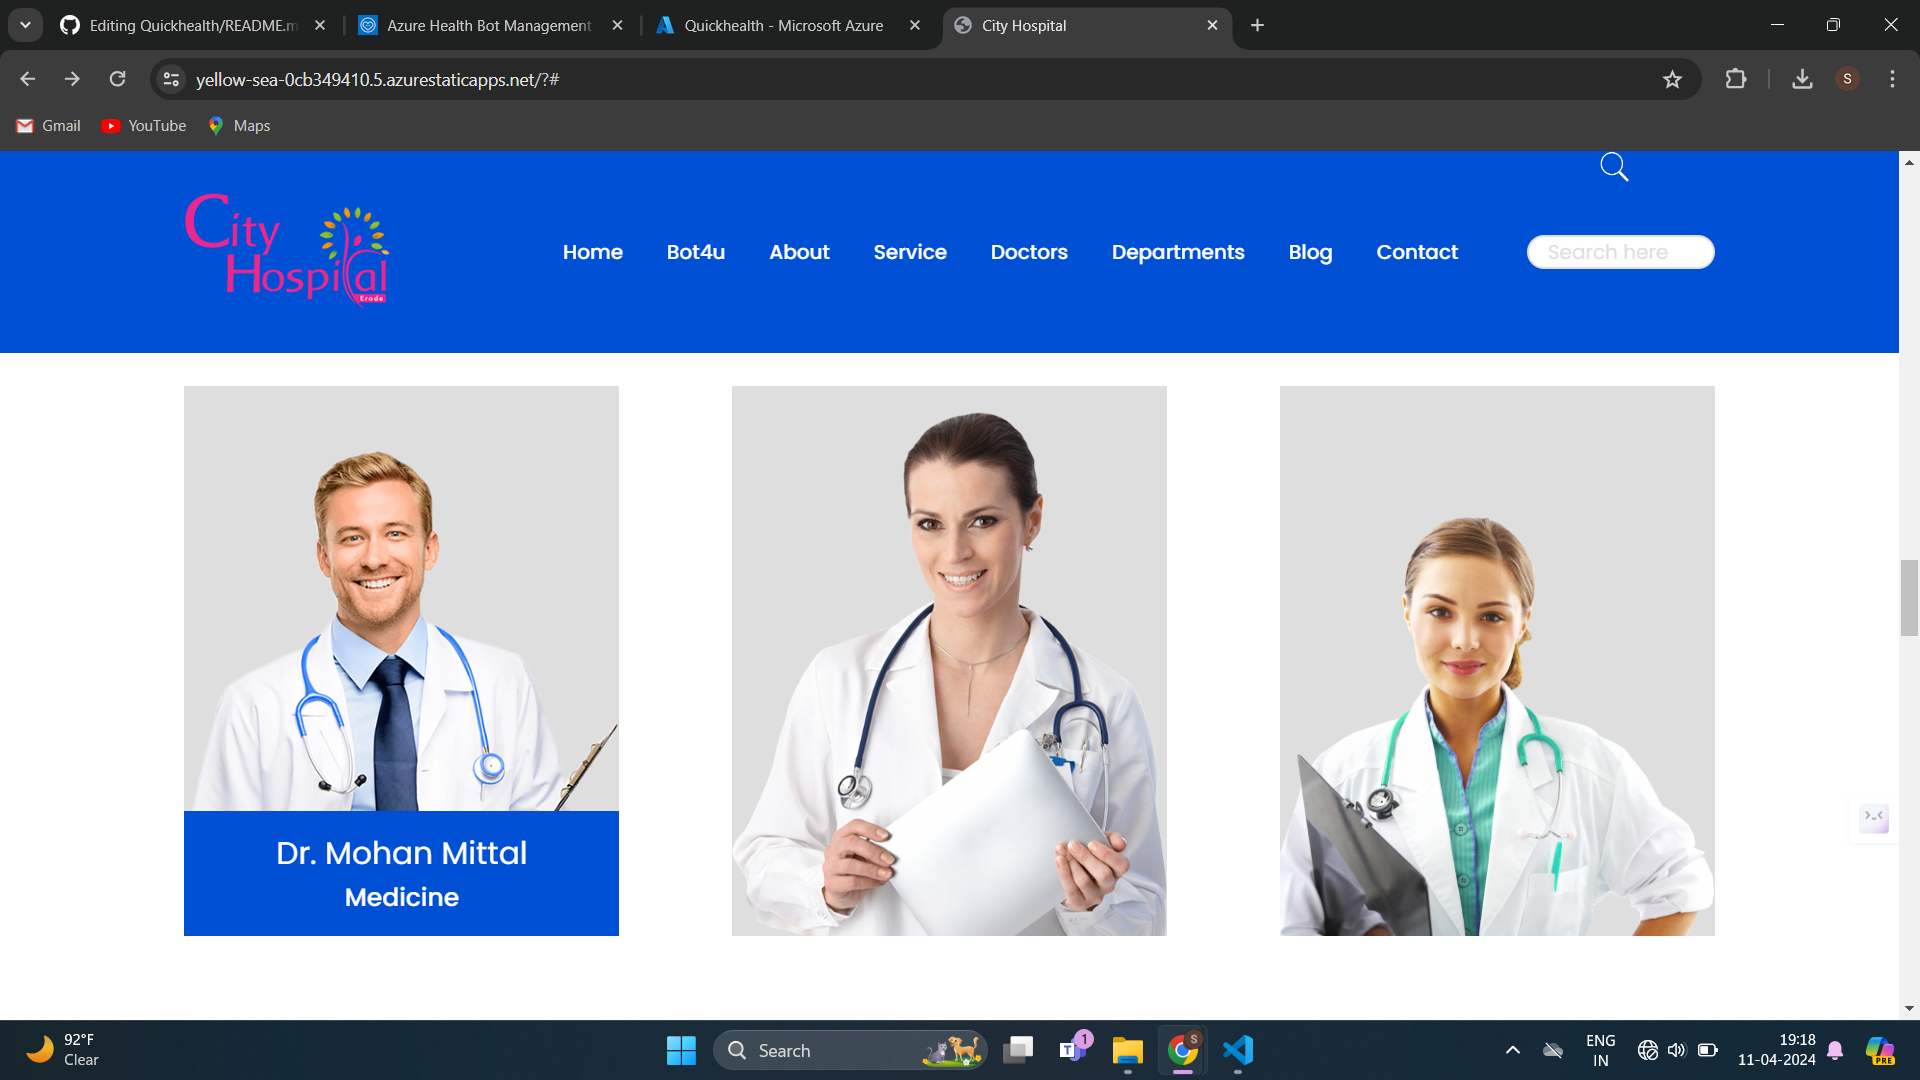 Editing Quickhealth/README.m
Azure Health Bot Management
Quickhealth - Microsoft Azure
City Hospital
yellow-sea-0cb349410.5.azurestaticapps.net/?#
S
Gmail
YouTube
Maps
City
Hospital
Erode
Home
Bot4u
About
Service
Doctors
Departments
Blog
Contact
Search here
Dr. Mohan Mittal
Medicine
92°F
Clear
Search
1
T
S
ENG
IN
19:18
11-04-2024
PRE